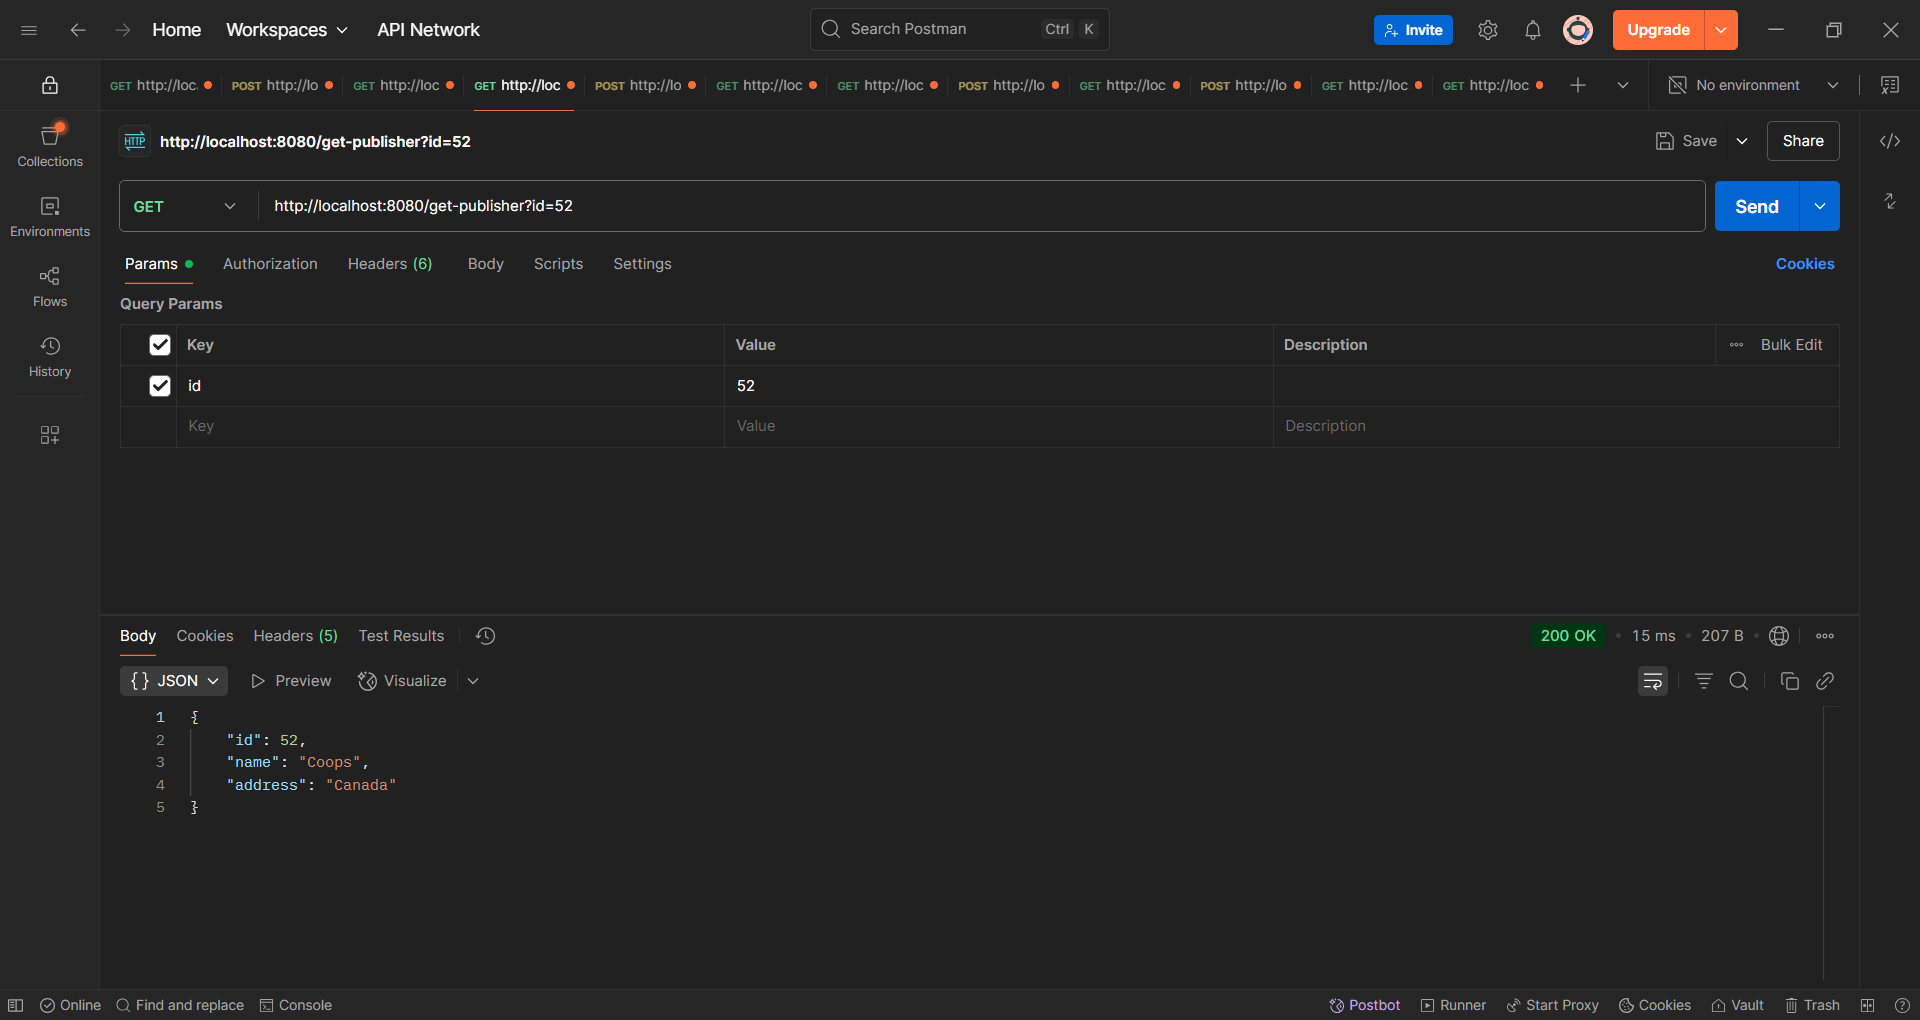 Home Workspaces API Network Search Postman Ctrl K Invite Upgrade
GET http://loc POST http://lo GET http://loc GET http://loc POST http://lo GET http://loc GET http://loc POST http://lo GET http://loc POST http://lo GET http://loc GET http://loc No environment
Collections
Environments
Flows
History
HTTP http://localhost:8080/get-publisher?id=52 Save Share
GET http://localhost:8080/get-publisher?id=52 Send
Params Authorization Headers (6) Body Scripts Settings Cookies
Query Params
Key Value Description Bulk Edit
id 52
Key Value Description
Body Cookies Headers (5) Test Results 200 OK 15 ms 207 B
{} JSON Preview Visualize
1 {
2 "id": 52,
3 "name": "Coops",
4 "address": "Canada"
5 }
Online Find and replace Console Postbot Runner Start Proxy Cookies Vault Trash